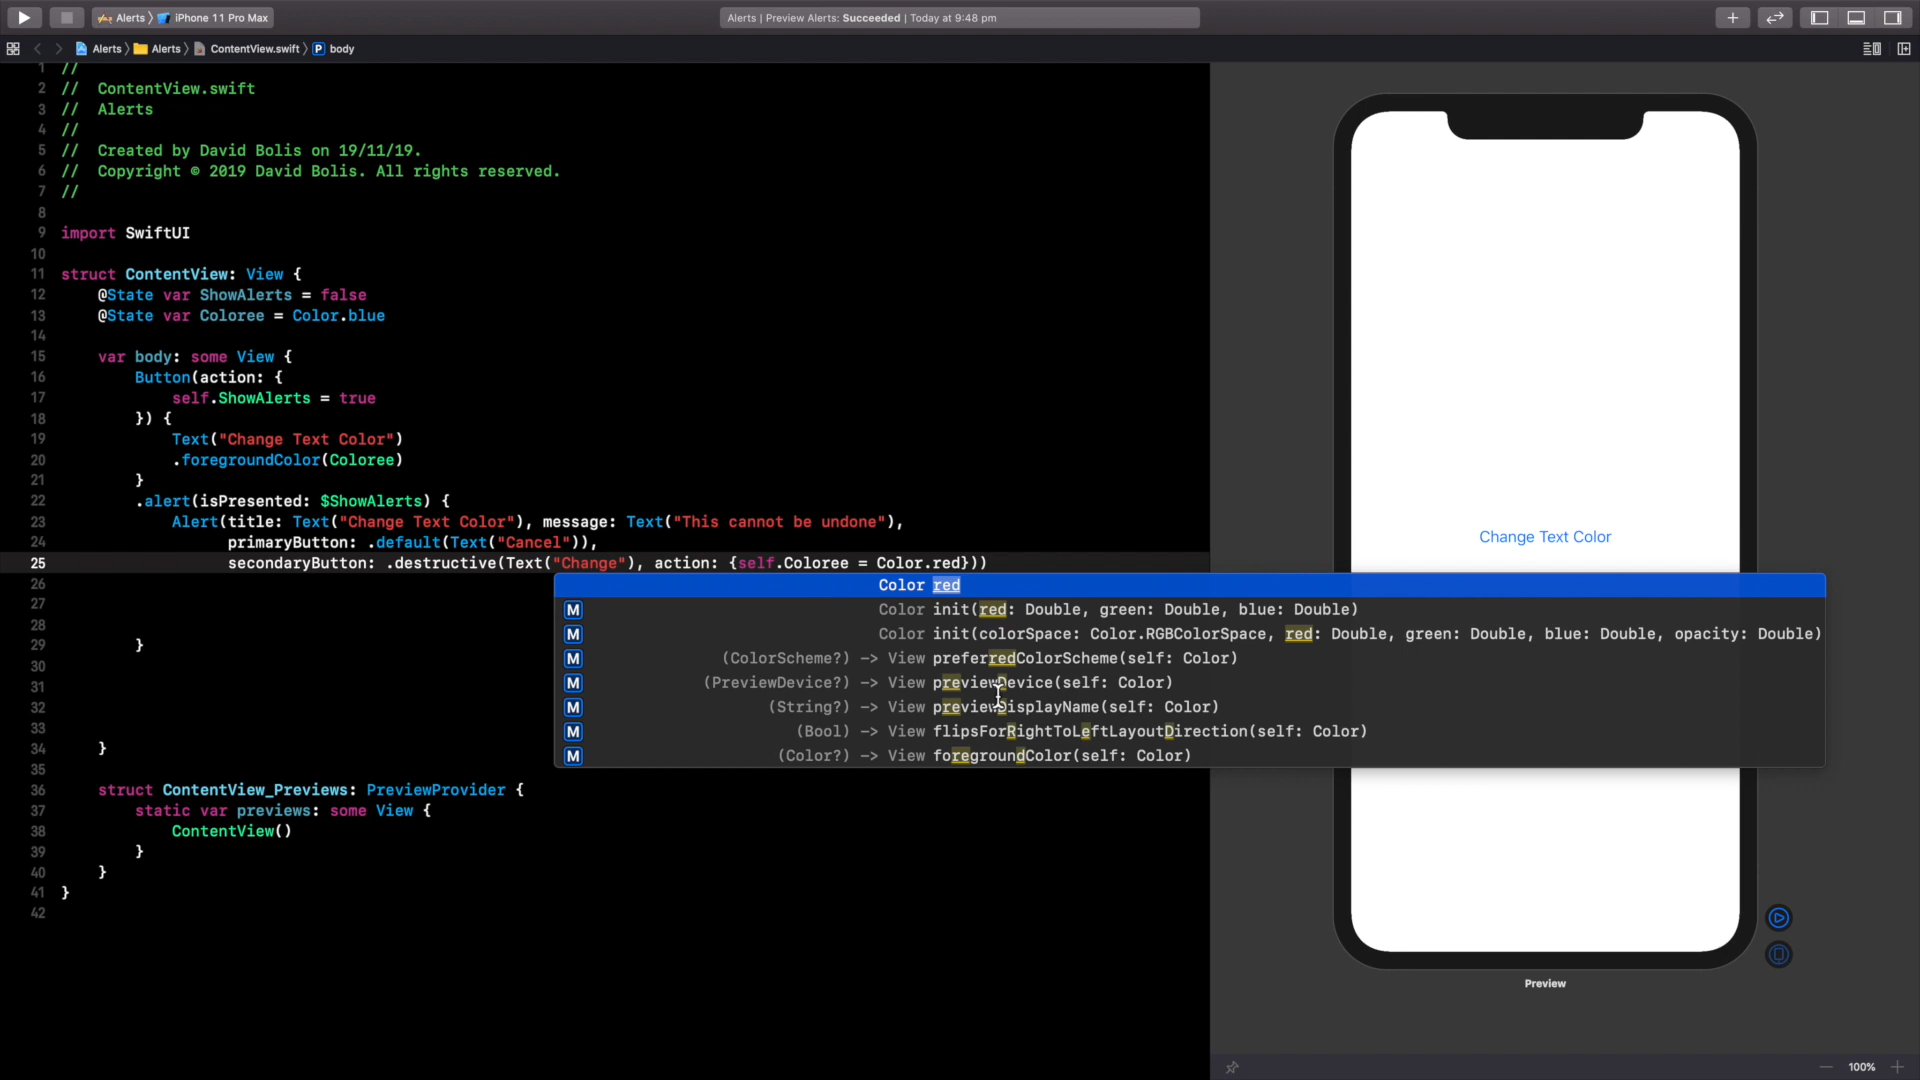 Alerts 〉 iPhone 11 Pro Max
Alerts | Preview Alerts: Succeeded | Today at 9:48 pm
Alerts 〉 Alerts 〉 ContentView.swift 〉 P body
1 //
2 //  ContentView.swift
3 //  Alerts
4 //
5 //  Created by David Bolis on 19/11/19.
6 //  Copyright © 2019 David Bolis. All rights reserved.
7 //
8
9 import SwiftUI
10
11 struct ContentView: View {
12     @State var ShowAlerts = false
13     @State var Coloree = Color.blue
14
15     var body: some View {
16         Button(action: {
17             self.ShowAlerts = true
18         }) {
19             Text("Change Text Color")
20             .foregroundColor(Coloree)
21         }
22         .alert(isPresented: $ShowAlerts) {
23             Alert(title: Text("Change Text Color"), message: Text("This cannot be undone"),
24                   primaryButton: .default(Text("Cancel")),
25                   secondaryButton: .destructive(Text("Change"), action: {self.Coloree = Color.red}))
26
27
28
29         }
30
31
32
33
34     }
35
36     struct ContentView_Previews: PreviewProvider {
37         static var previews: some View {
38             ContentView()
39         }
40     }
41 }
42
Color red
M Color init(red: Double, green: Double, blue: Double)
M Color init(colorSpace: Color.RGBColorSpace, red: Double, green: Double, blue: Double, opacity: Double)
M (ColorScheme?) -> View preferredColorScheme(self: Color)
M (PreviewDevice?) -> View previewDevice(self: Color)
M (String?) -> View previewDisplayName(self: Color)
M (Bool) -> View flipsForRightToLeftLayoutDirection(self: Color)
M (Color?) -> View foregroundColor(self: Color)
Change Text Color
Preview
100%